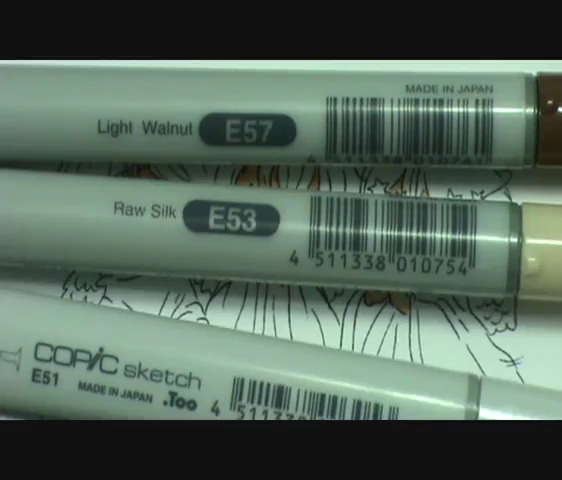 MADE IN JAPAN
Light Walnut E57
Raw Silk E53
4 511338 010754
COPiC sketch
E51 MADE IN JAPAN .Too
4